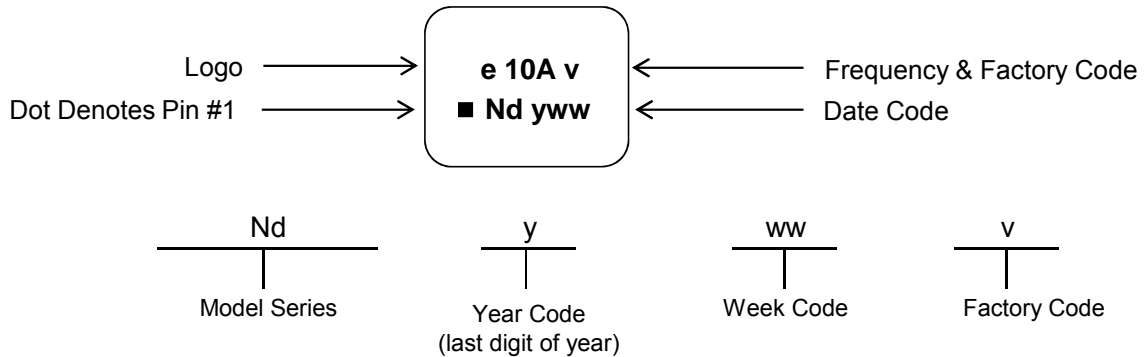 Logo
e 10A v
Frequency & Factory Code
Dot Denotes Pin #1
■ Nd yww
Date Code
Nd
y
ww
v
Model Series
Year Code
(last digit of year)
Week Code
Factory Code